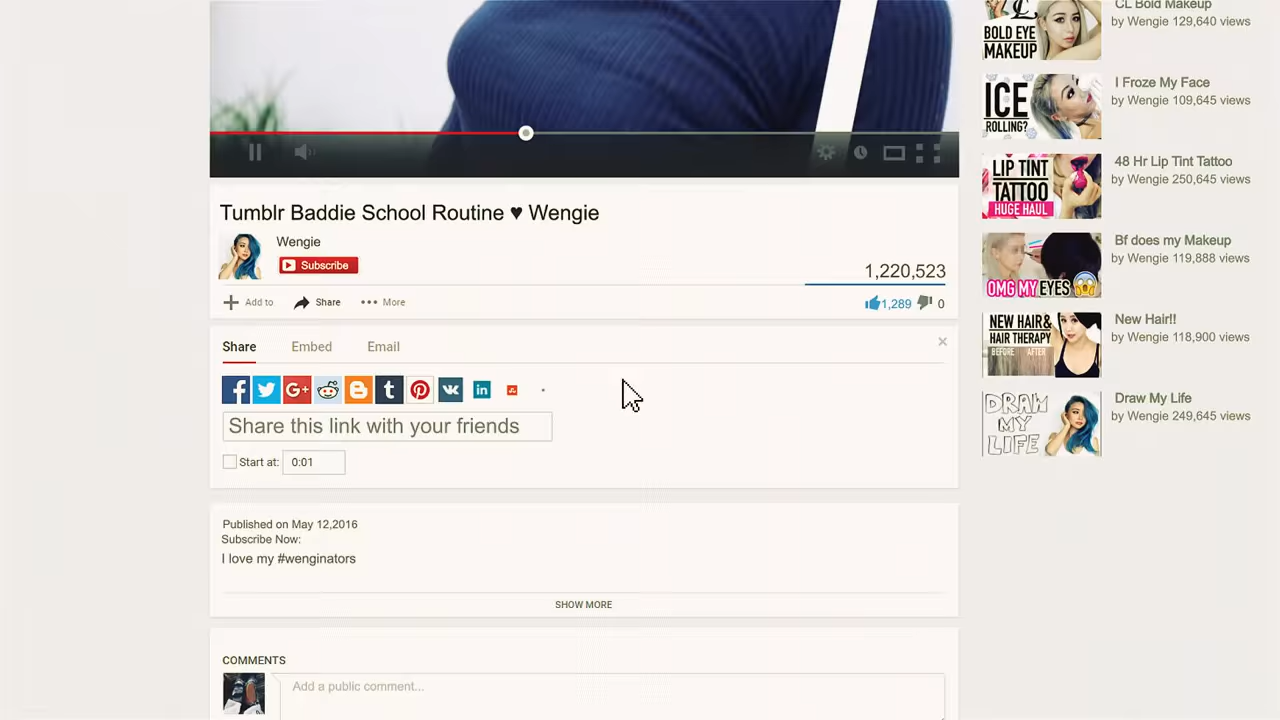 Tumblr Baddie School Routine ♥ Wengie
Wengie
Subscribe
1,220,523
Add to
Share
More
1,289
0
Share
Embed
Email
Share this link with your friends
Start at:
0:01
Published on May 12,2016
Subscribe Now:
I love my #wenginators
SHOW MORE
COMMENTS
Add a public comment...
BOLD EYE
MAKEUP
CL Bold Makeup
by Wengie 129,640 views
ICE
ROLLING?
I Froze My Face
by Wengie 109,645 views
LIP TINT
TATTOO
HUGE HAUL
48 Hr Lip Tint Tattoo
by Wengie 250,645 views
OMG MY EYES
Bf does my Makeup
by Wengie 119,888 views
NEW HAIR &
HAIR THERAPY
BEFORE AFTER
New Hair!!
by Wengie 118,900 views
DRAW
MY
LIFE
Draw My Life
by Wengie 249,645 views